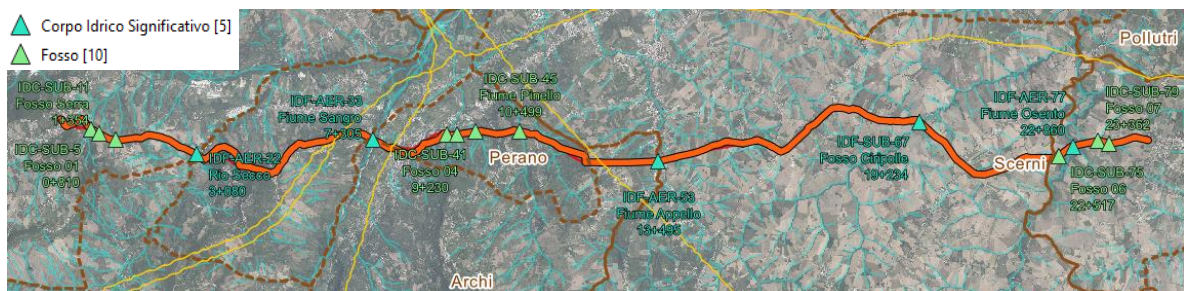 Corpo Idrico Significativo [5]
Fosso [10]
Pollutri
IDC-SUB-11
Fosso Serra
1+354
IDC-SUB-5
Fosso 01
0+810
IDF-AER-22
Rio Secco
3+080
IDF-AER-33
Fiume Sangro
IDC-SUB-41
Fosso 04
9+230
IDC-SUB-45
Fiume Pinello
10+499
Perano
Archi
IDF-AER-53
Fiume Appello
13+495
IDF-SUB-67
Fosso Ciripolle
19+234
Scerni
IDF-AER-77
Fiume Osento
22+860
IDC-SUB-79
Fosso 07
23+362
IDC-SUB-75
Fosso 06
22+517